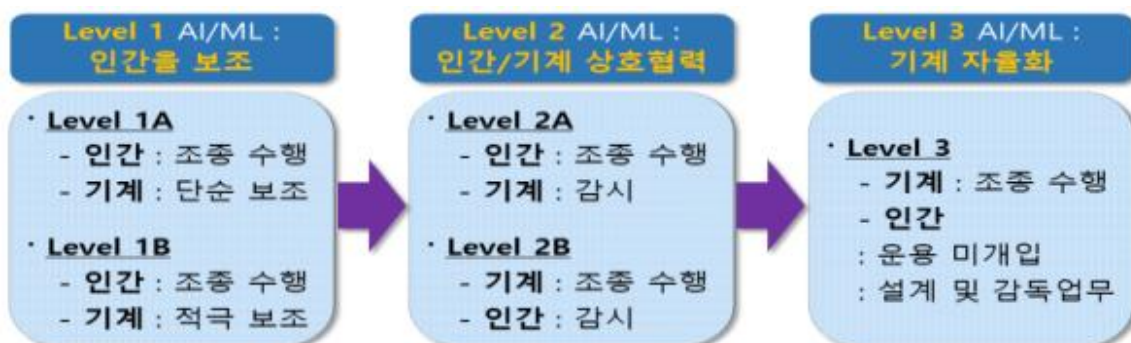 Level 1 AI/ML :
인간을 보조
· Level 1A
- 인간 : 조종 수행
- 기계 : 단순 보조
· Level 1B
- 인간 : 조종 수행
- 기계 : 적극 보조
Level 2 AI/ML :
인간/기계 상호협력
· Level 2A
- 인간 : 조종 수행
- 기계 : 감시
· Level 2B
- 기계 : 조종 수행
- 인간 : 감시
Level 3 AI/ML :
기계 자율화
· Level 3
- 기계 : 조종 수행
- 인간
: 운용 미개입
: 설계 및 감독업무